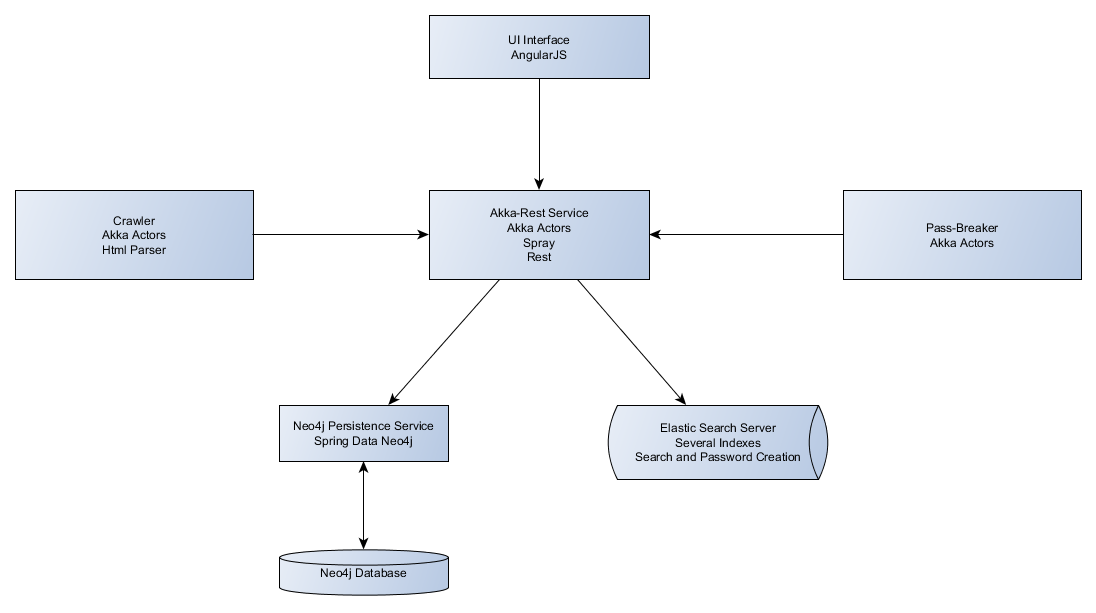 UI Interface
AngularJS
Crawler
Akka Actors
Html Parser
Akka-Rest Service
Akka Actors
Spray
Rest
Pass-Breaker
Akka Actors
Neo4j Persistence Service
Spring Data Neo4j
Elastic Search Server
Several Indexes
Search and Password Creation
Neo4j Database